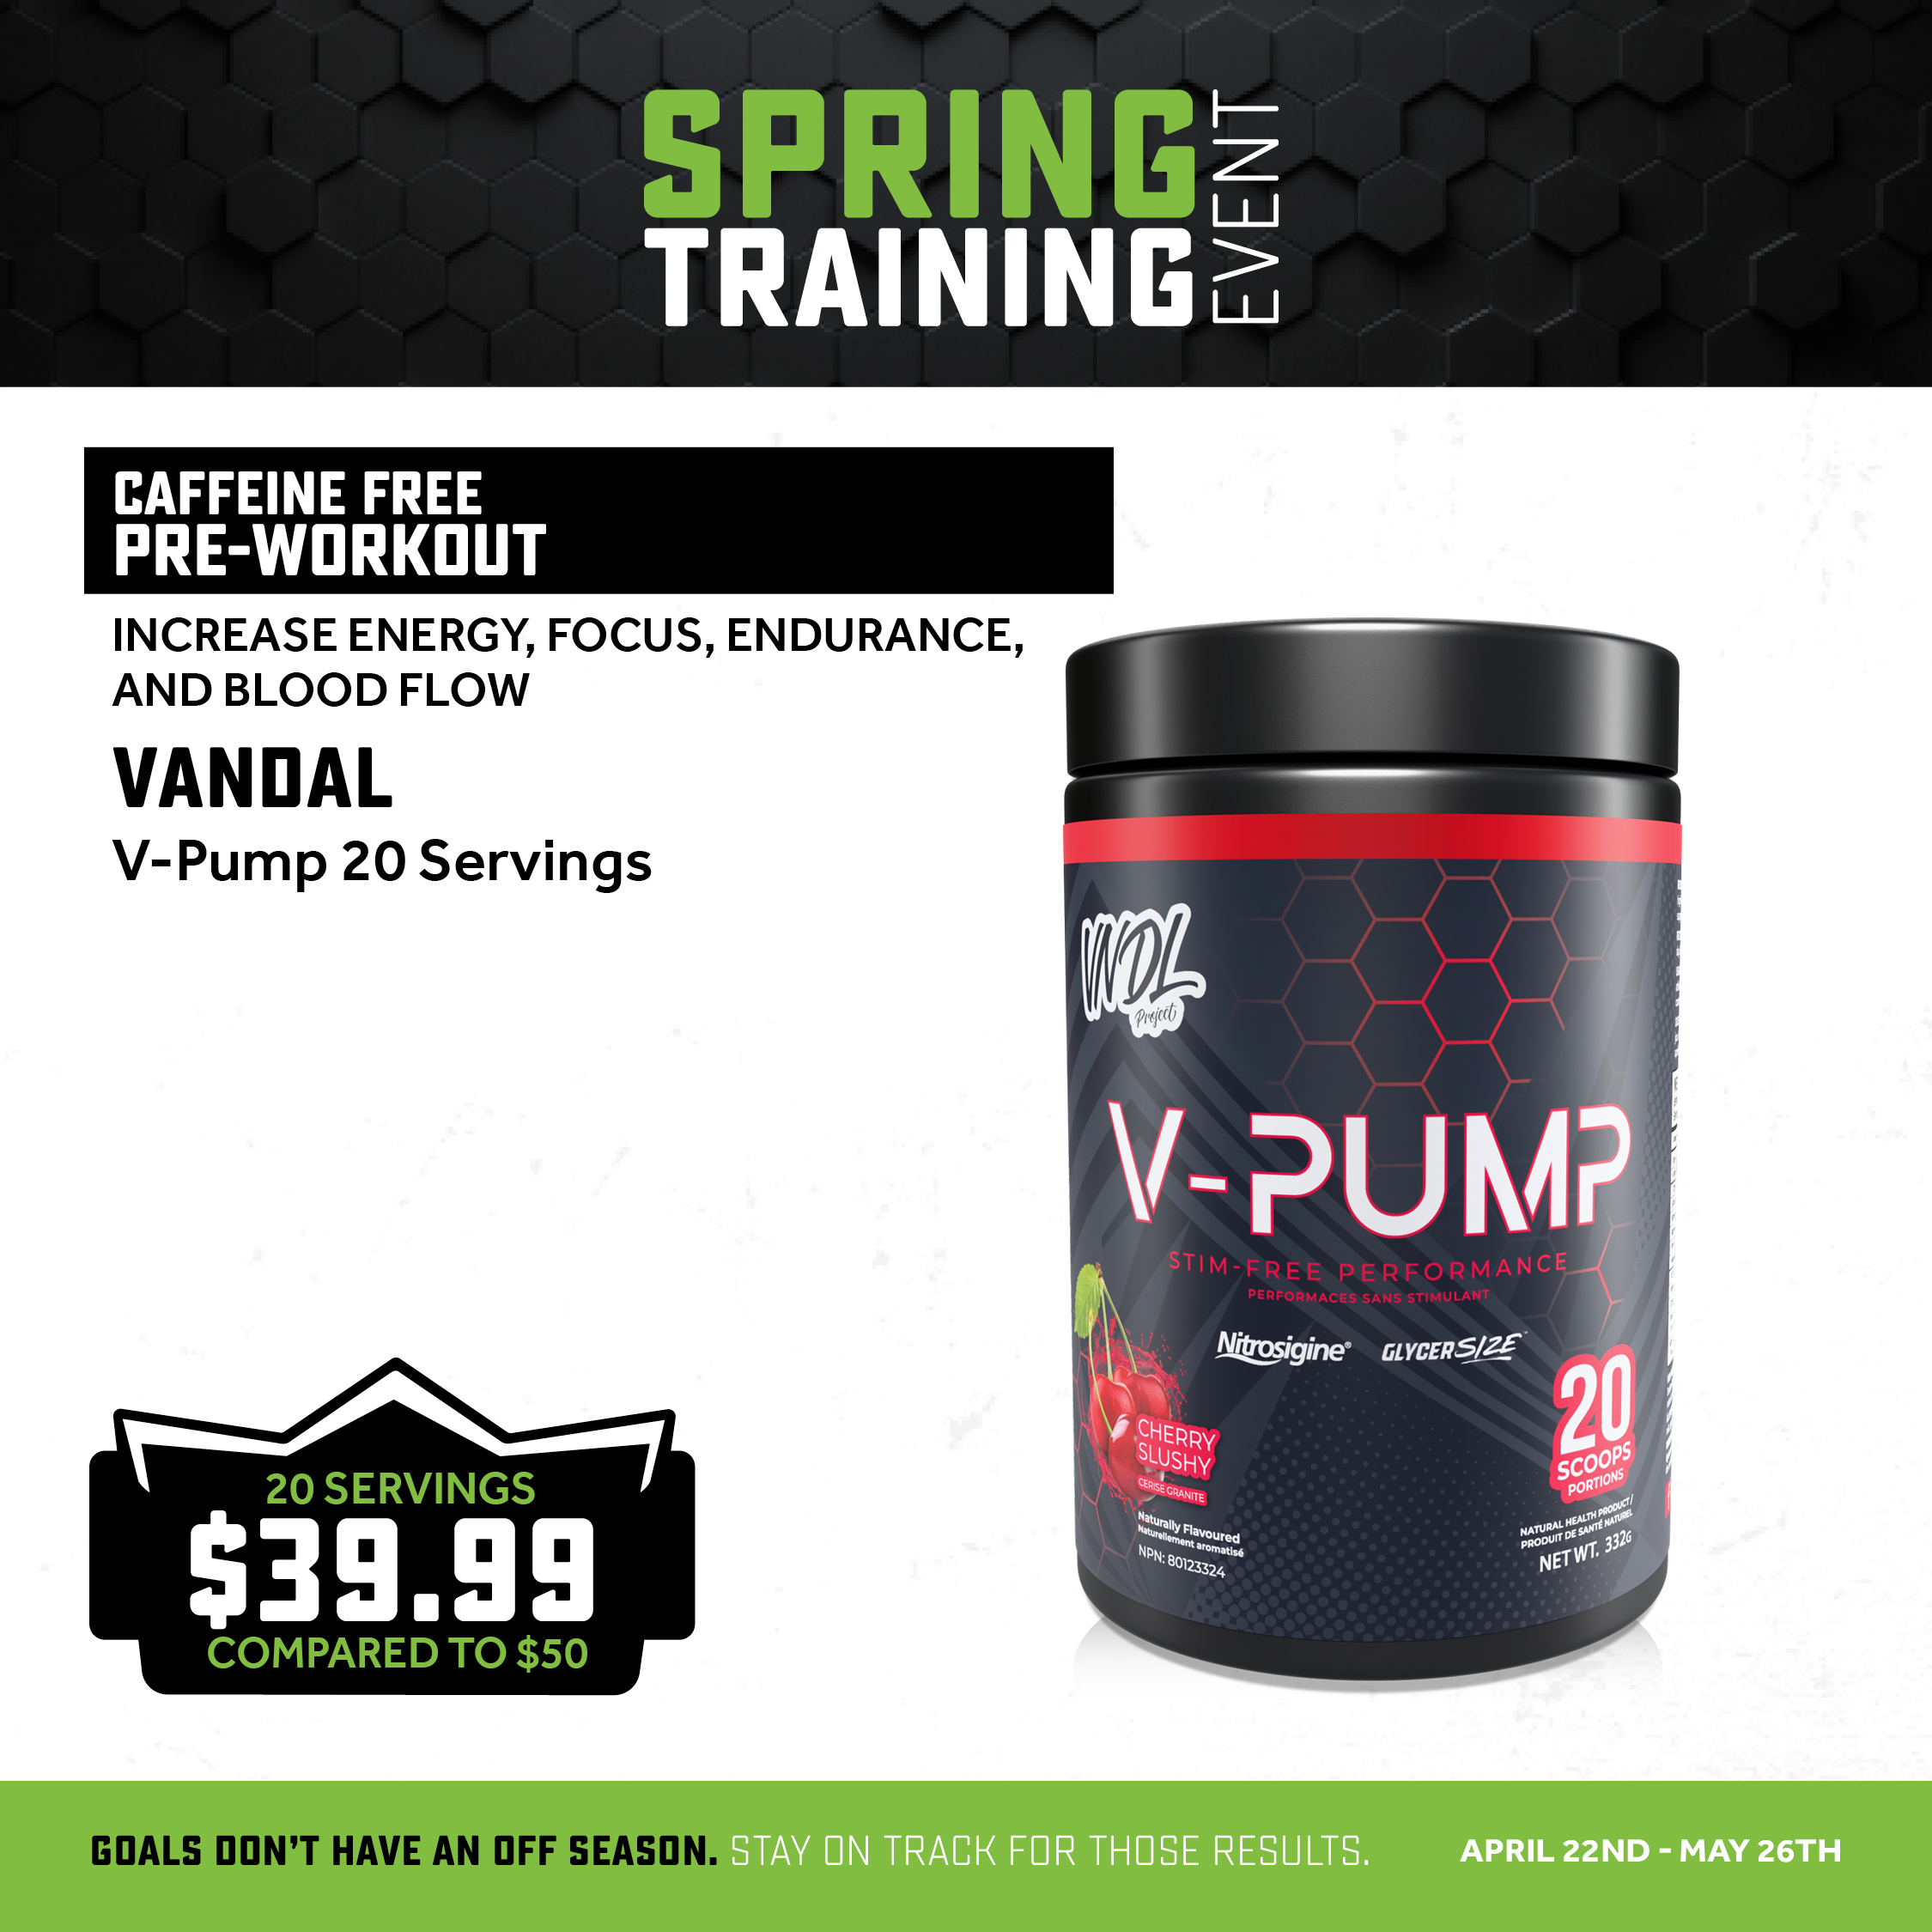 SPRING
TRAINING
EVENT
CAFFEINE FREE
PRE-WORKOUT
INCREASE ENERGY, FOCUS, ENDURANCE,
AND BLOOD FLOW
VANDAL
V-Pump 20 Servings
VNDL
Project
V-PUMP
STIM-FREE PERFORMANCE
PERFORMACES SANS STIMULANT
Nitrosigine® GLYCERSIZE™
CHERRY
SLUSHY
CERISE GRANITE
Naturally Flavoured
Naturellement aromatisé
NPN: 80123324
20
SCOOPS
PORTIONS
NATURAL HEALTH PRODUCT /
PRODUIT DE SANTÉ NATUREL
NET WT. 332G
20 SERVINGS
$39.99
COMPARED TO $50
GOALS DON'T HAVE AN OFF SEASON. STAY ON TRACK FOR THOSE RESULTS. APRIL 22ND - MAY 26TH